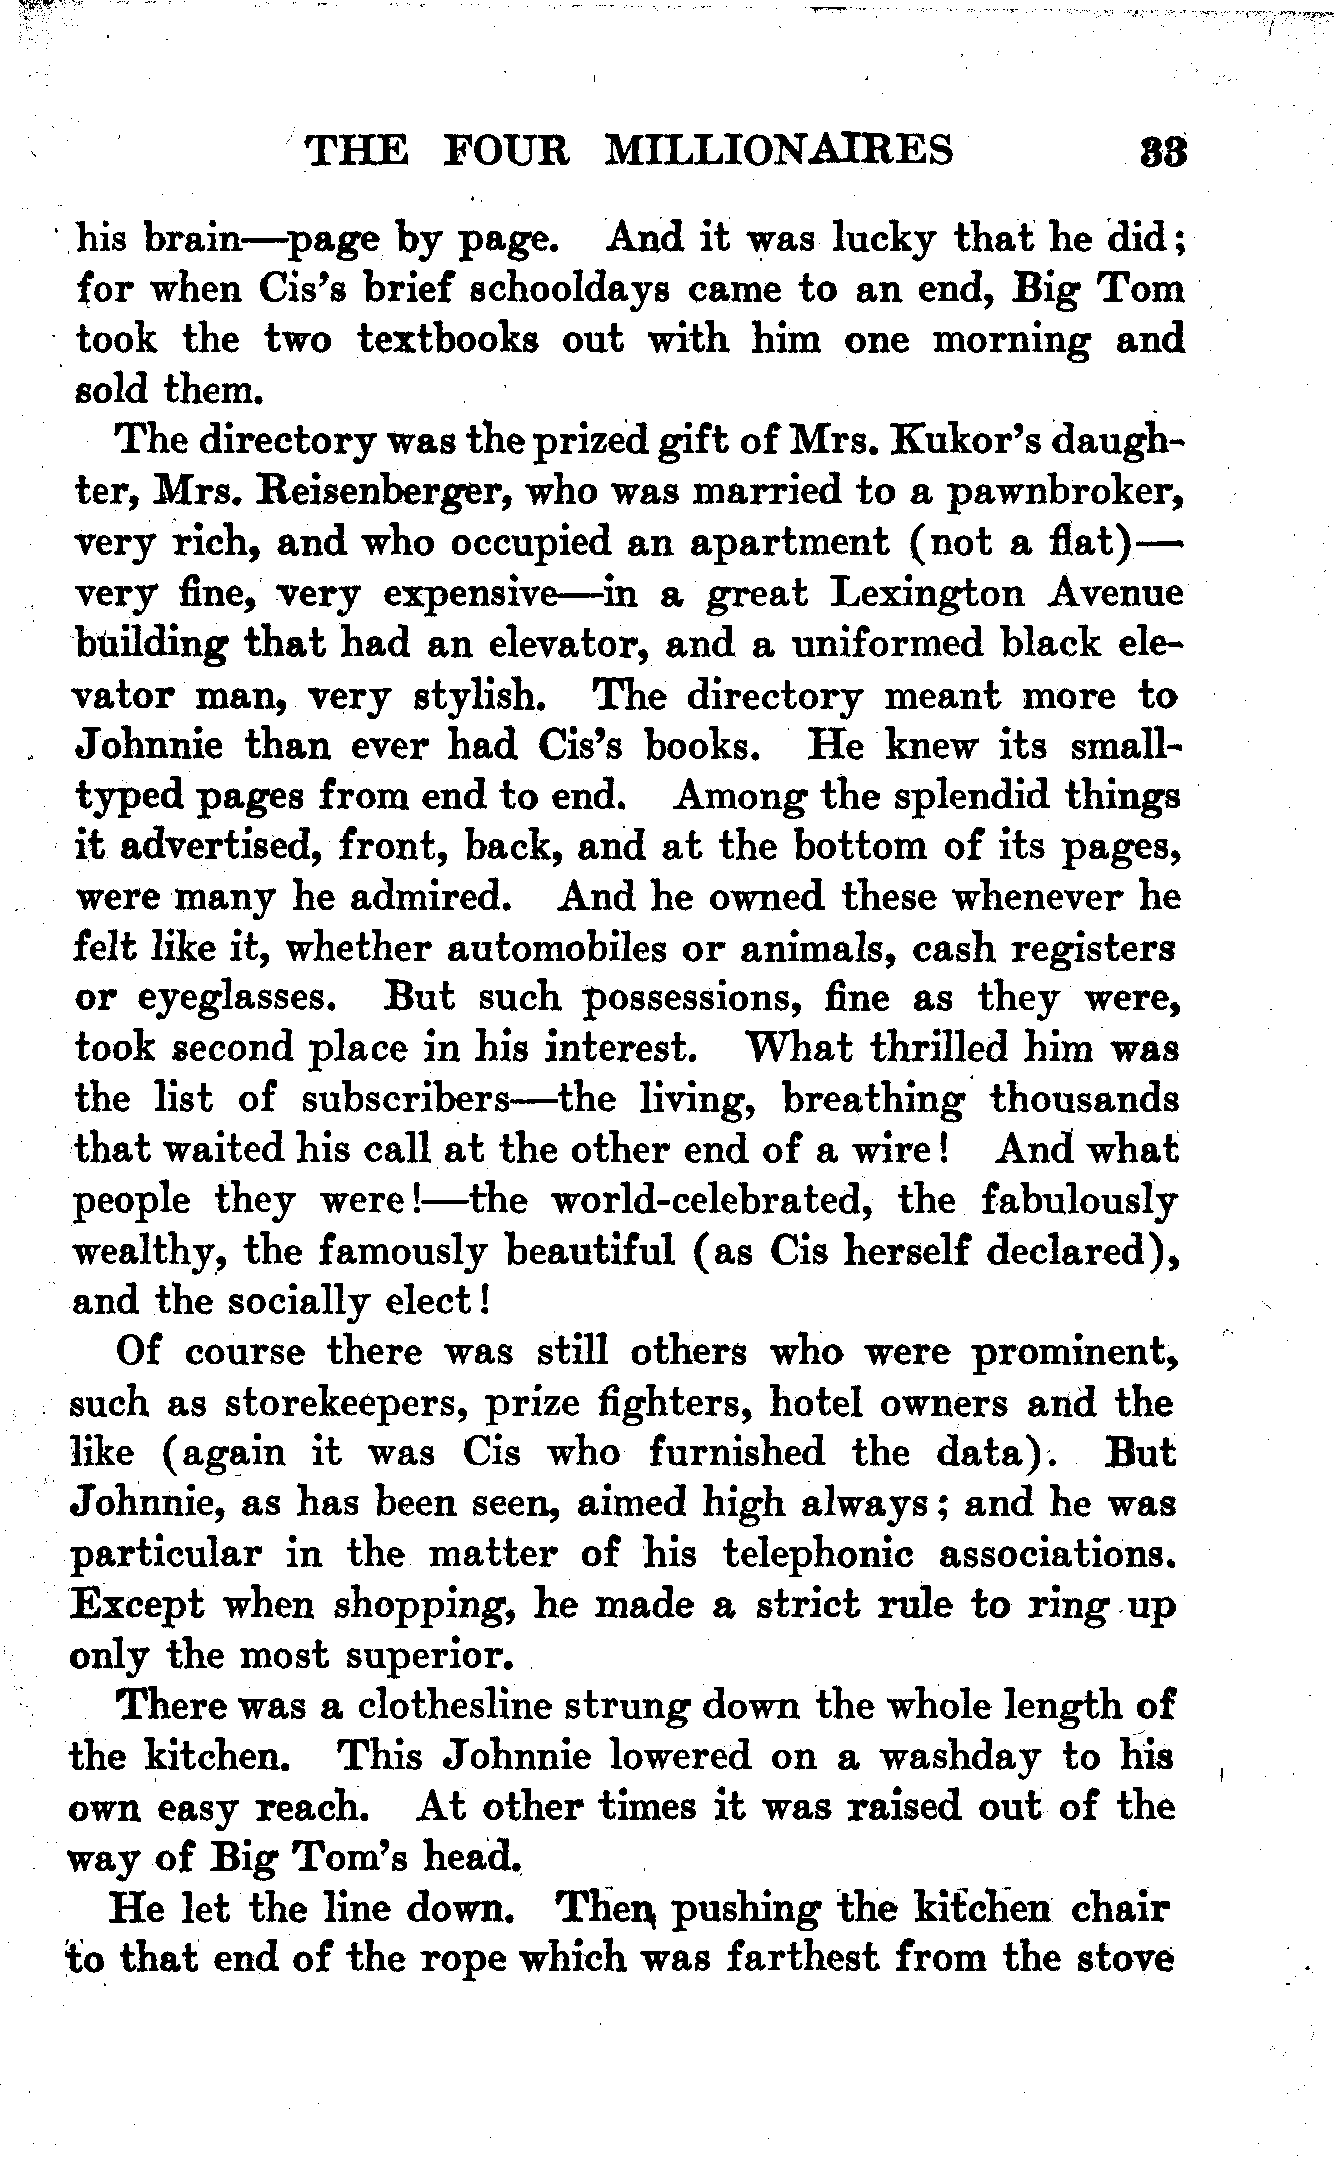 THE FOUR MILLIONAIRES 33
his brain—page by page. And it was lucky that he did;
for when Cis's brief schooldays came to an end, Big Tom
took the two textbooks out with him one morning and
sold them.
The directory was the prized gift of Mrs. Kukor's daugh-
ter, Mrs. Reisenberger, who was married to a pawnbroker,
very rich, and who occupied an apartment (not a flat)—
very fine, very expensive—in a great Lexington Avenue
building that had an elevator, and a uniformed black ele-
vator man, very stylish. The directory meant more to
Johnnie than ever had Cis's books. He knew its small-
typed pages from end to end. Among the splendid things
it advertised, front, back, and at the bottom of its pages,
were many he admired. And he owned these whenever he
felt like it, whether automobiles or animals, cash registers
or eyeglasses. But such possessions, fine as they were,
took second place in his interest. What thrilled him was
the list of subscribers—the living, breathing thousands
that waited his call at the other end of a wire! And what
people they were!—the world-celebrated, the fabulously
wealthy, the famously beautiful (as Cis herself declared),
and the socially elect!
Of course there was still others who were prominent,
such as storekeepers, prize fighters, hotel owners and the
like (again it was Cis who furnished the data). But
Johnnie, as has been seen, aimed high always; and he was
particular in the matter of his telephonic associations.
Except when shopping, he made a strict rule to ring up
only the most superior.
There was a clothesline strung down the whole length of
the kitchen. This Johnnie lowered on a washday to his
own easy reach. At other times it was raised out of the
way of Big Tom's head.
He let the line down. Then, pushing the kitchen chair
to that end of the rope which was farthest from the stove